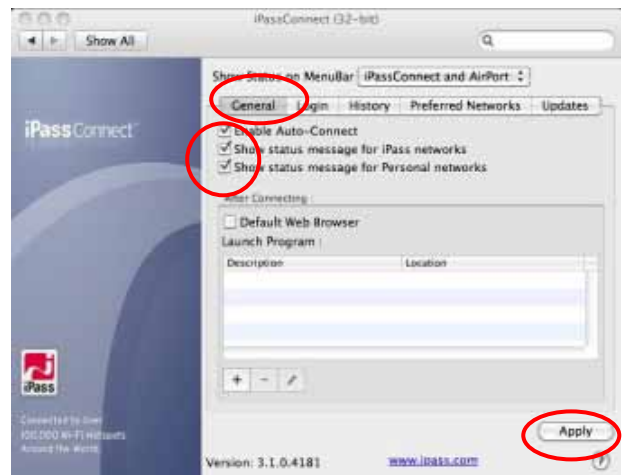 iPassConnect (32-bit)
Show All
Show Status on MenuBar iPassConnect and AirPort
General Login History Preferred Networks Updates
iPassConnect
Enable Auto-Connect
Show status message for iPass networks
Show status message for Personal networks
After Connecting
Default Web Browser
Launch Program :
Description Location
+ -
iPass
Connected to Over
100,000 Wi-Fi Hotspots
Around the World
Apply
Version: 3.1.0.4181 www.ipass.com